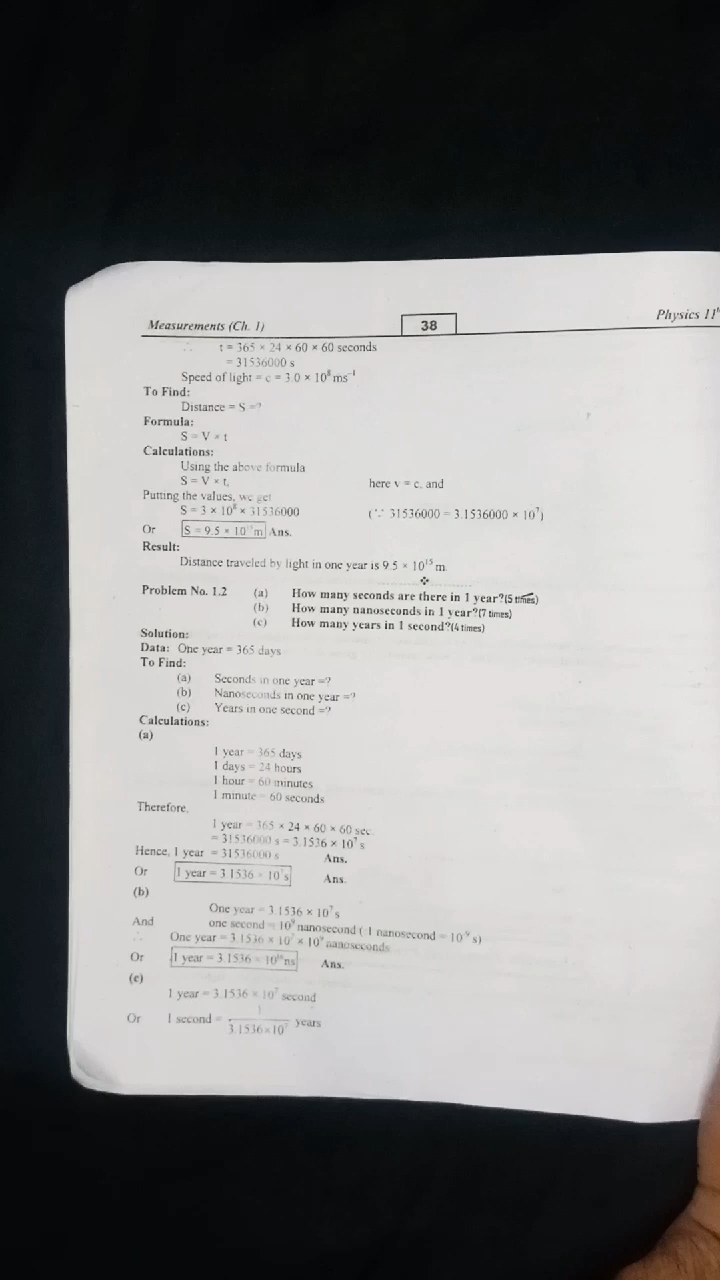 Measurements (Ch. 1) 38 Physics 11
∴ t = 365 × 24 × 60 × 60 seconds
= 31536000 s
Speed of light = c = 3.0 × 10⁸ ms⁻¹
To Find:
Distance = S =?
Formula:
S = V × t
Calculations:
Using the above formula
S = V × t, here v = c. and
Putting the values, we get
S = 3 × 10⁸ × 31536000 (∵ 31536000 = 3.1536000 × 10⁷)
Or S = 9.5 × 10¹⁵ m Ans.
Result:
Distance traveled by light in one year is 9.5 × 10¹⁵ m.
Problem No. 1.2 (a) How many seconds are there in 1 year?(5 times)
(b) How many nanoseconds in 1 year?(7 times)
(c) How many years in 1 second?(4 times)
Solution:
Data: One year = 365 days
To Find:
(a) Seconds in one year =?
(b) Nanoseconds in one year =?
(c) Years in one second =?
Calculations:
(a)
1 year = 365 days
1 days = 24 hours
1 hour = 60 minutes
1 minute = 60 seconds
Therefore,
1 year = 365 × 24 × 60 × 60 sec.
= 31536000 s = 3.1536 × 10⁷ s
Hence, 1 year = 31536000 s Ans.
Or 1 year = 3.1536 × 10⁷ s Ans.
(b)
One year = 3.1536 × 10⁷ s
And one second = 10⁹ nanosecond (∴ 1 nanosecond = 10⁻⁹ s)
∴ One year = 3.1536 × 10⁷ × 10⁹ nanoseconds
Or 1 year = 3.1536 × 10¹⁶ ns Ans.
(c)
1 year = 3.1536 × 10⁷ second
Or 1 second = 1 / 3.1536×10⁷ years